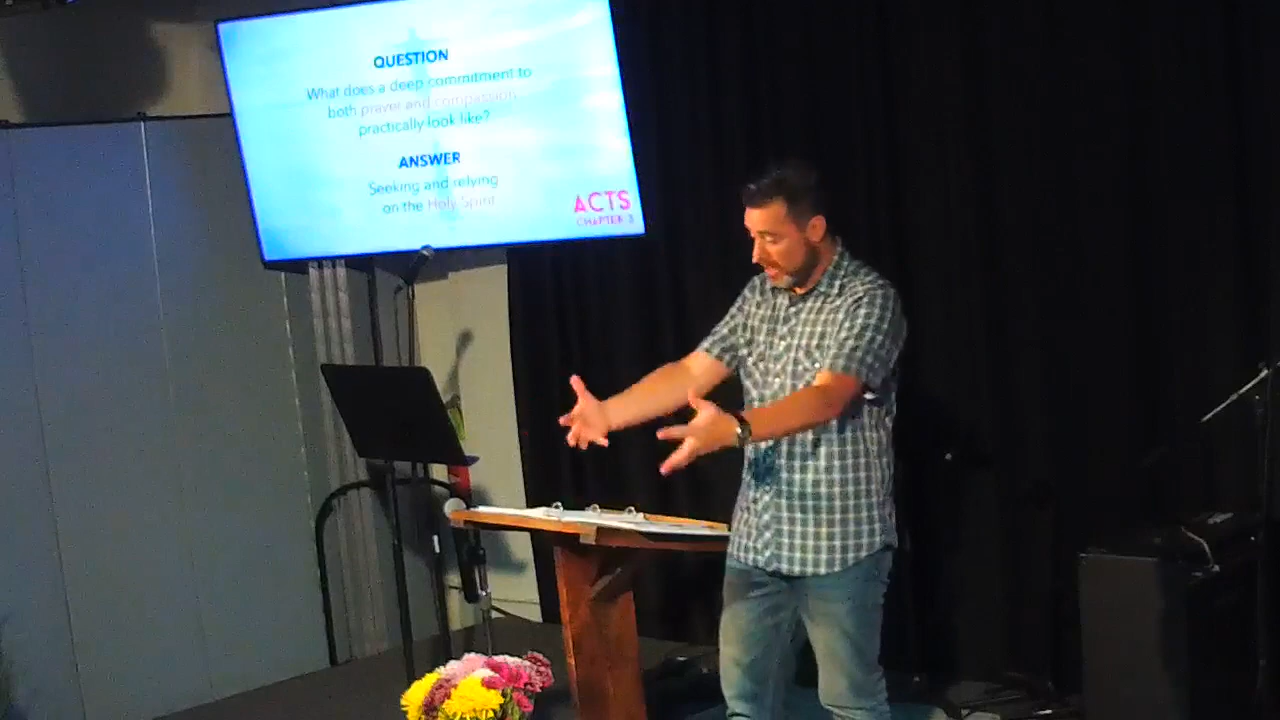 QUESTION
What does a deep commitment to
both prayer and compassion
practically look like?
ANSWER
Seeking and relying
on the Holy Spirit
ACTS
CHAPTER 3